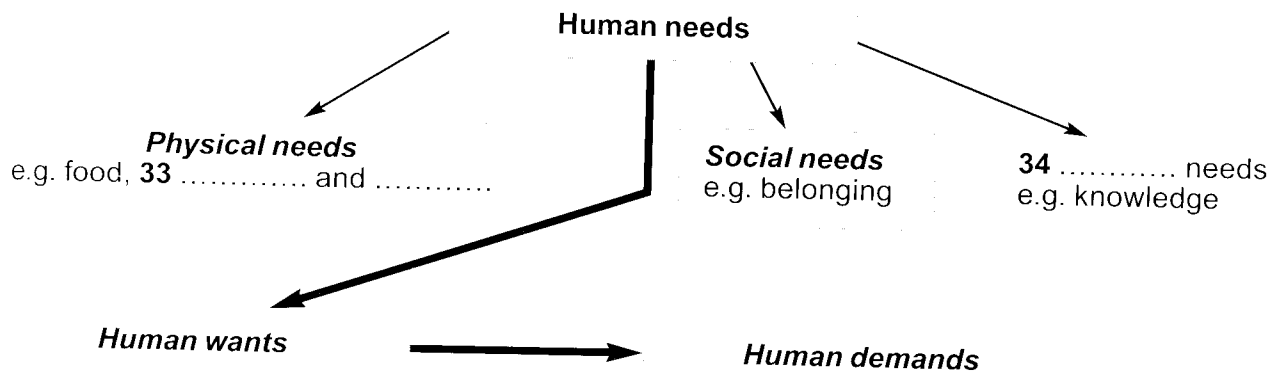 Human needs
Physical needs
e.g. food, 33 ............. and ............
Social needs
e.g. belonging
34 ............ needs
e.g. knowledge
Human wants
Human demands